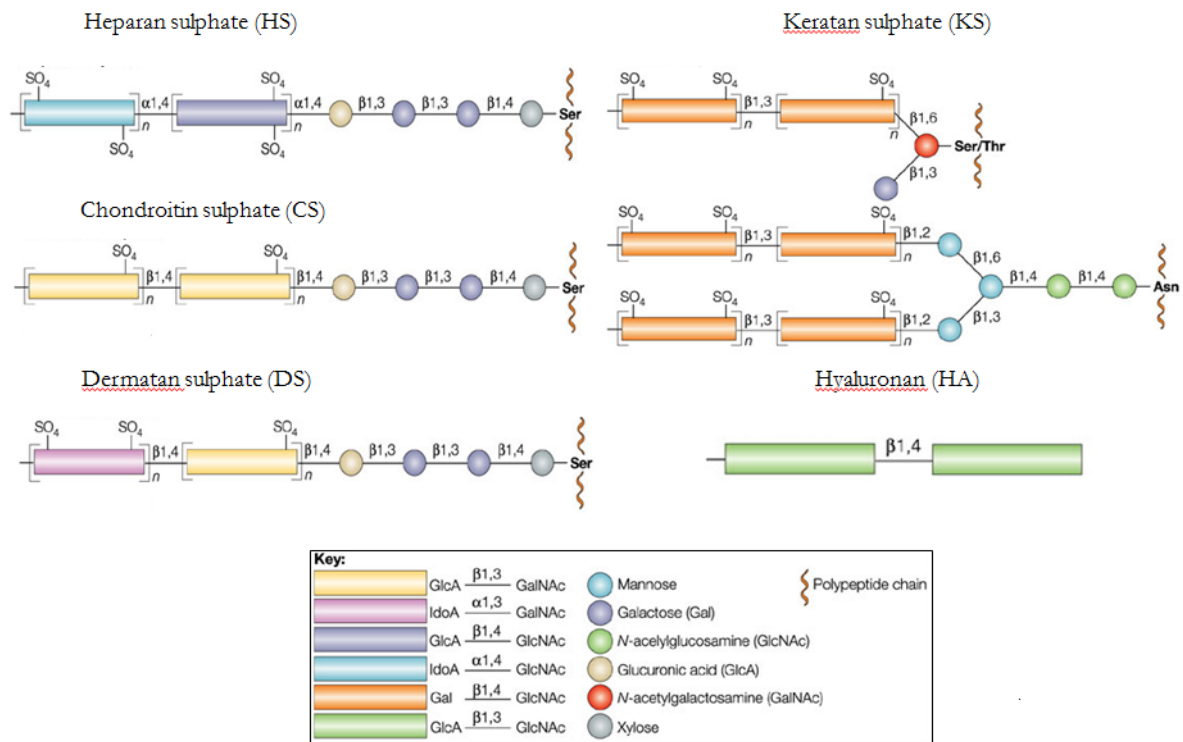 Heparan sulphate (HS)
SO4 SO4
α1,4 α1,4 β1,3 β1,3 β1,4 Ser
n n
SO4 SO4
Chondroitin sulphate (CS)
SO4 SO4
β1,4 β1,4 β1,3 β1,3 β1,4 Ser
n n
Dermatan sulphate (DS)
SO4 SO4 SO4
β1,4 β1,4 β1,3 β1,3 β1,4 Ser
n n
Keratan sulphate (KS)
SO4 SO4 SO4
β1,3 β1,6
n n
Ser/Thr
β1,3
SO4 SO4 SO4
β1,3 β1,2
n n
β1,6
β1,4 β1,4 Asn
SO4 SO4 SO4
β1,3 β1,2 β1,3
n n
Hyaluronan (HA)
β1,4
Key:
GlcA β1,3 GalNAc
IdoA α1,3 GalNAc
GlcA β1,4 GlcNAc
IdoA α1,4 GlcNAc
Gal β1,4 GlcNAc
GlcA β1,3 GlcNAc
Mannose
Galactose (Gal)
N-acelylglucosamine (GlcNAc)
Glucuronic acid (GlcA)
N-acetylgalactosamine (GalNAc)
Xylose
Polypeptide chain